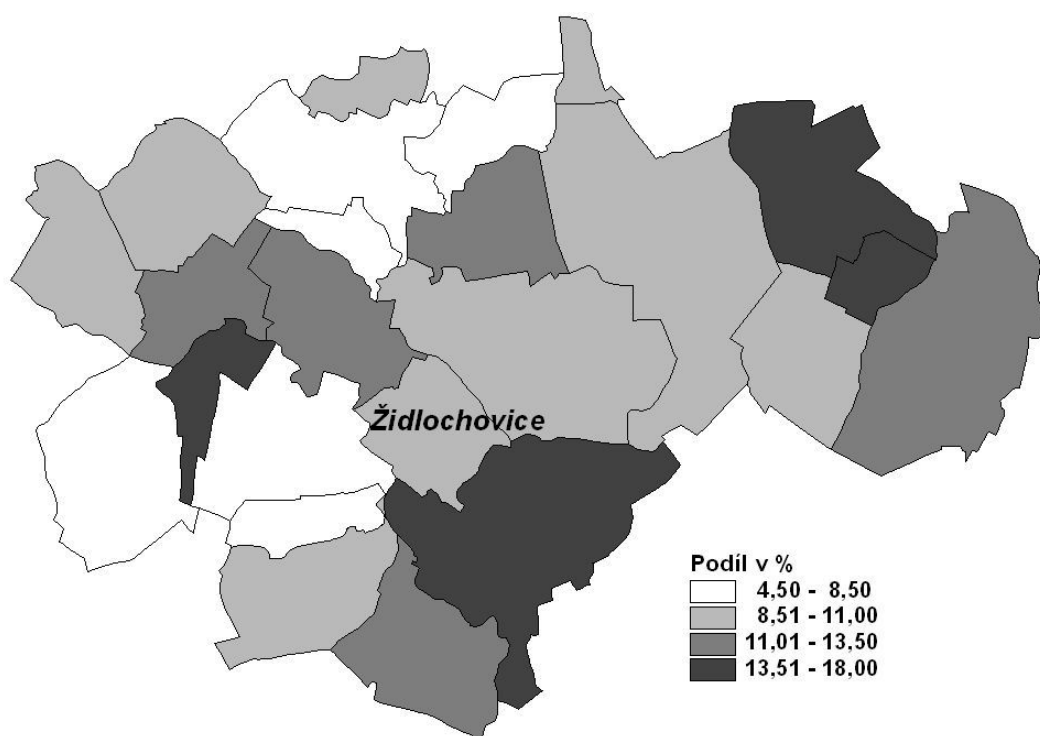 Židlochovice
Podíl v %
4,50 - 8,50
8,51 - 11,00
11,01 - 13,50
13,51 - 18,00